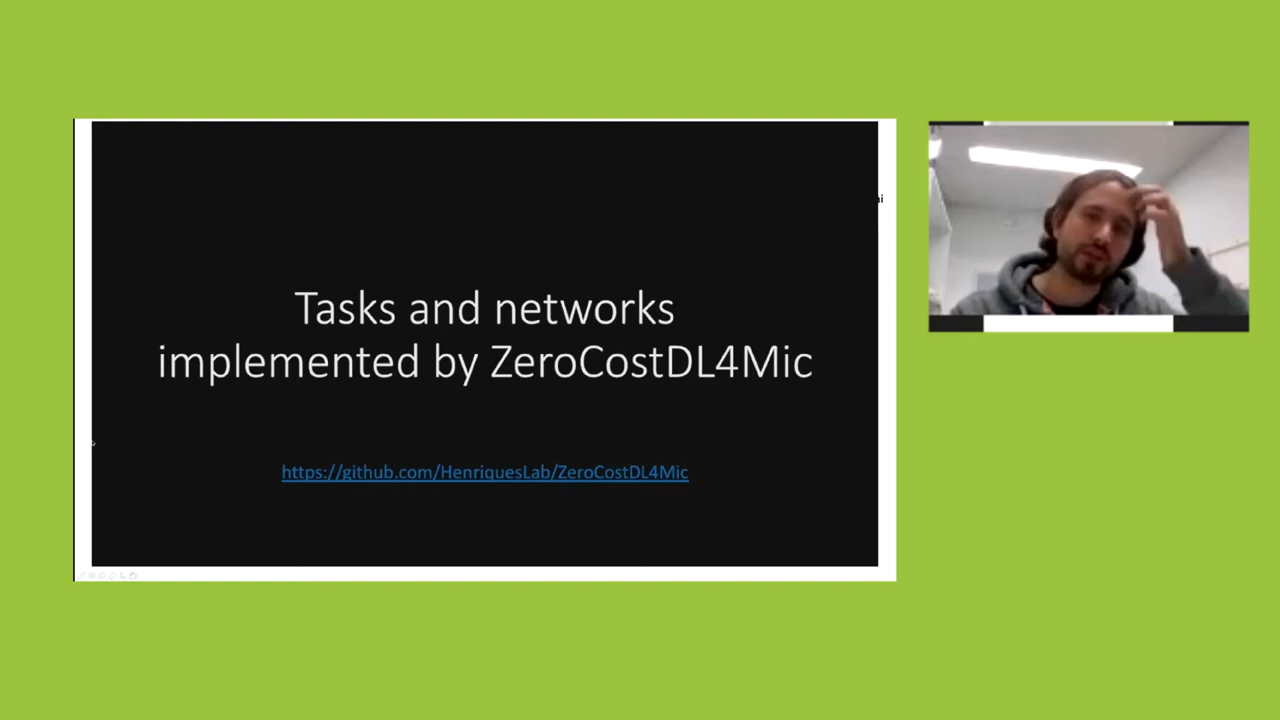 Tasks and networks
implemented by ZeroCostDL4Mic
https://github.com/HenriquesLab/ZeroCostDL4Mic